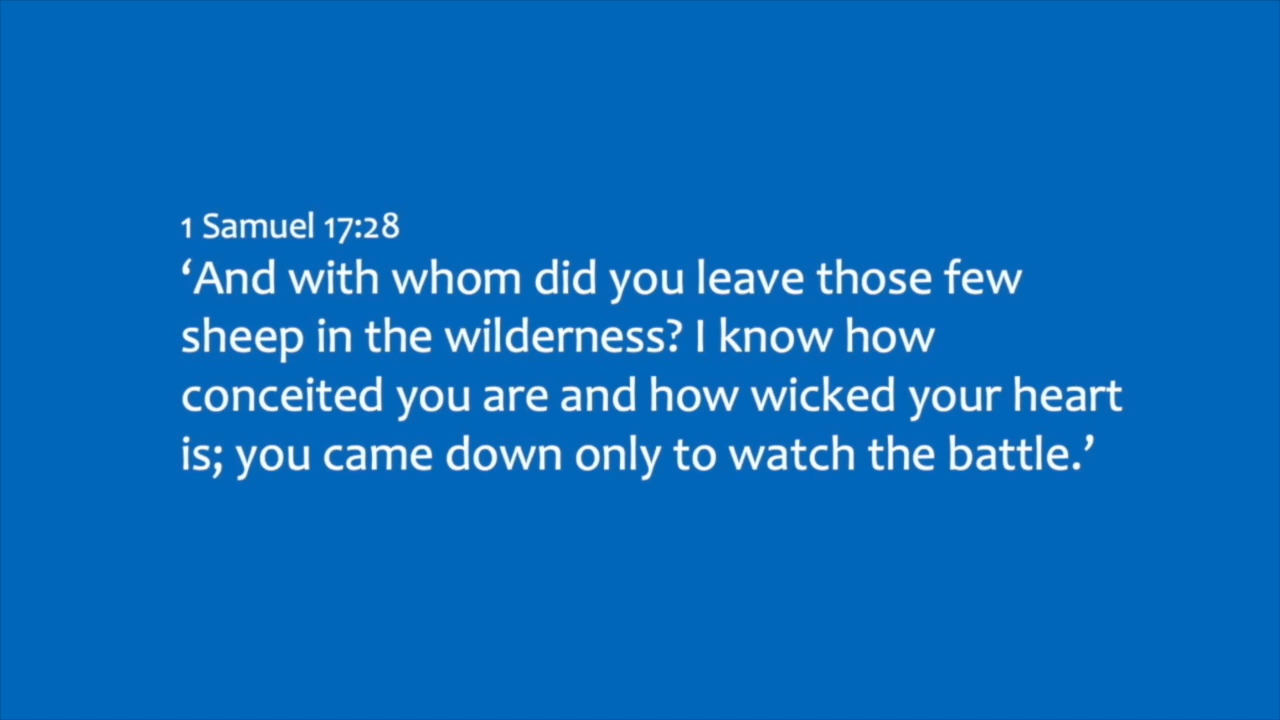 1 Samuel 17:28
‘And with whom did you leave those few
sheep in the wilderness? I know how
conceited you are and how wicked your heart
is; you came down only to watch the battle.’